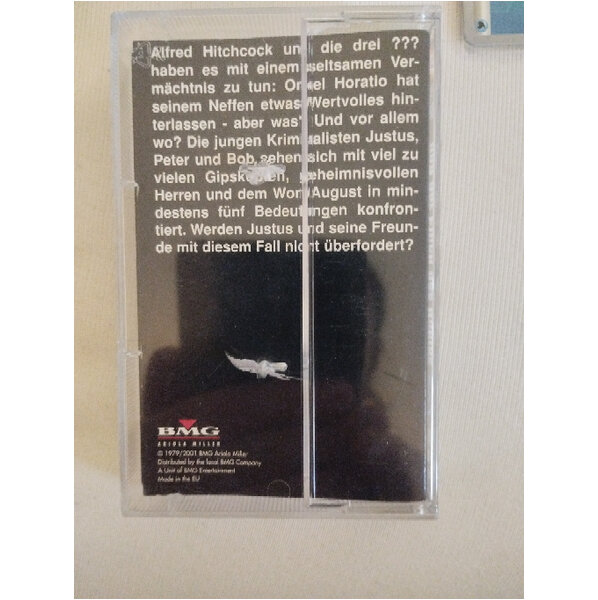 Alfred Hitchcock und die drei ???
haben es mit einem seltsamen Ver-
mächtnis zu tun: Onkel Horatio hat
seinem Neffen etwas Wertvolles hin-
terlassen - aber was? Und vor allem
wo? Die jungen Kriminalisten Justus,
Peter und Bob sehen sich mit viel zu
vielen Gipsköpfen, geheimnisvollen
Herren und dem Wort August in min-
destens fünf Bedeutungen konfron-
tiert. Werden Justus und seine Freun-
de mit diesem Fall nicht überfordert?
BMG
ARIOLA MILLER
© 1979/2001 BMG Ariola Miller
Distributed by the local BMG Company
A Unit of BMG Entertainment
Made in the EU